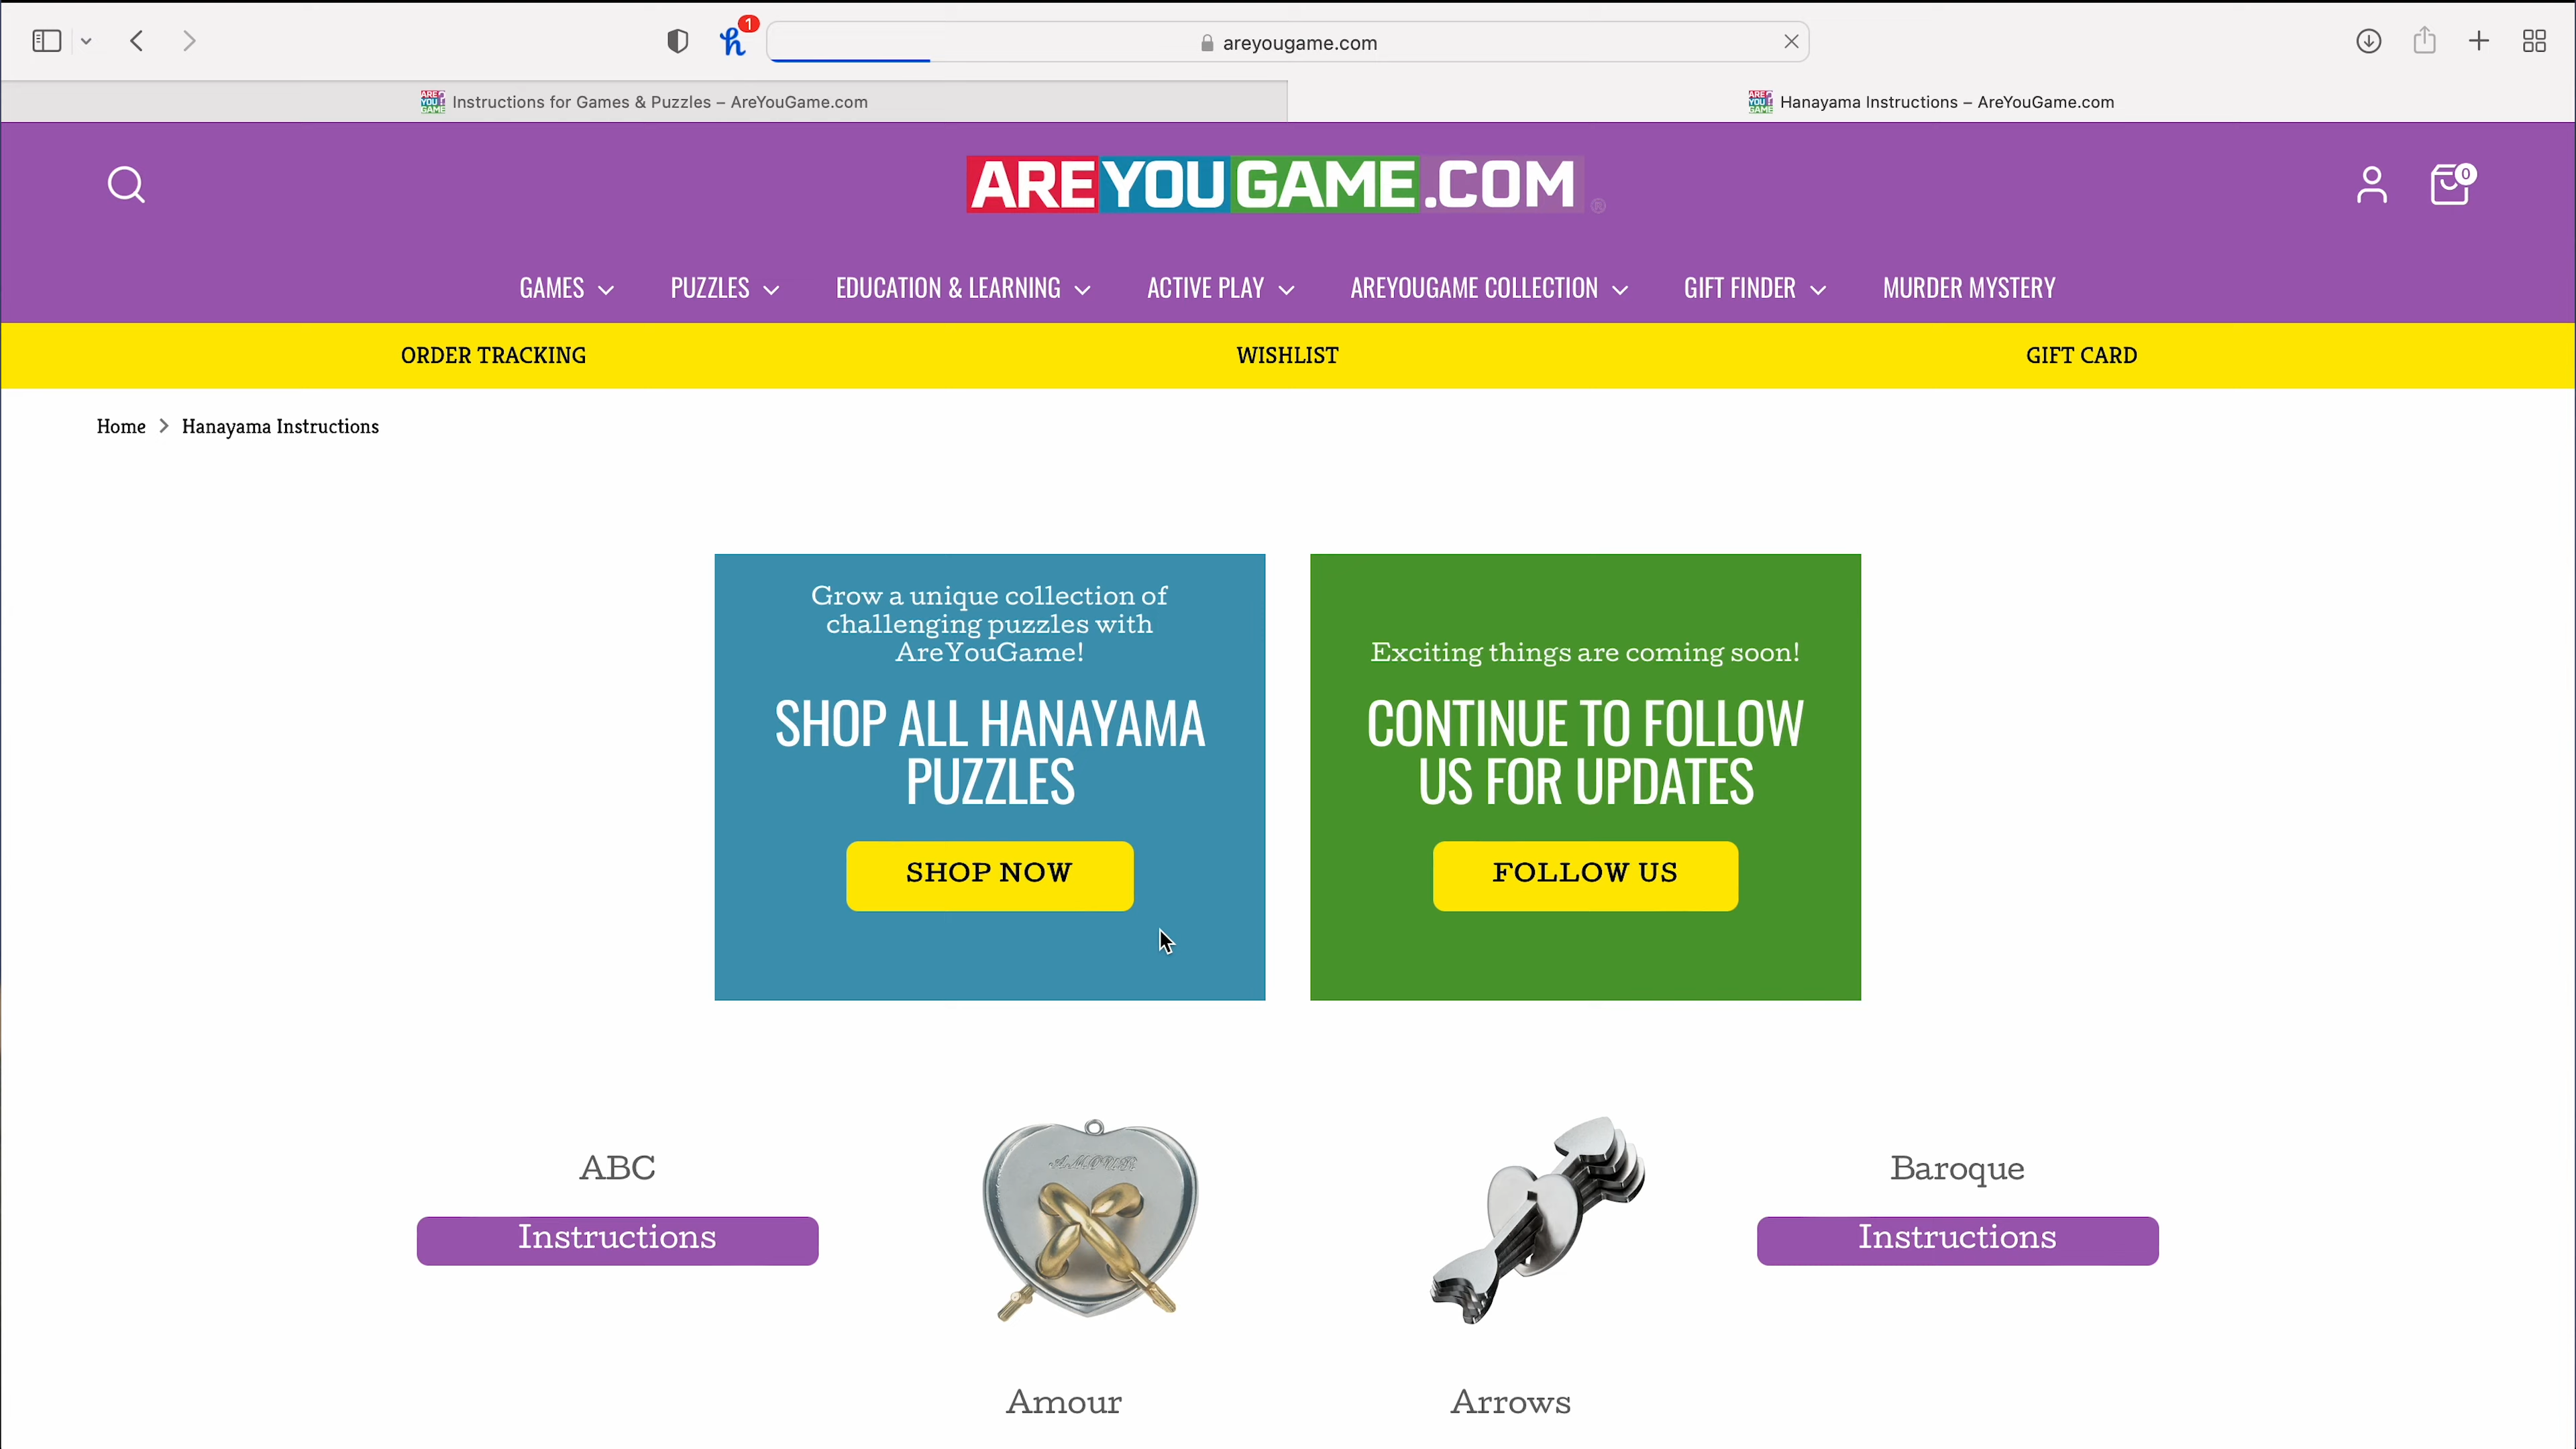 1
areyougame.com
Instructions for Games & Puzzles – AreYouGame.com
Hanayama Instructions – AreYouGame.com
AREYOUGAME.COM®
0
GAMES
PUZZLES
EDUCATION & LEARNING
ACTIVE PLAY
AREYOUGAME COLLECTION
GIFT FINDER
MURDER MYSTERY
ORDER TRACKING
WISHLIST
GIFT CARD
Home > Hanayama Instructions
Grow a unique collection of
challenging puzzles with
AreYouGame!
SHOP ALL HANAYAMA
PUZZLES
SHOP NOW
Exciting things are coming soon!
CONTINUE TO FOLLOW
US FOR UPDATES
FOLLOW US
ABC
Instructions
AMOUR
Amour
Arrows
Baroque
Instructions